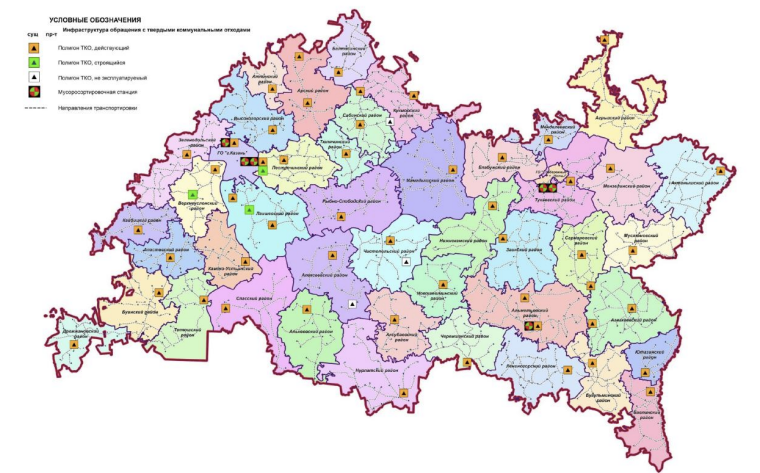 УСЛОВНЫЕ ОБОЗНАЧЕНИЯ
Инфраструктура обращения с твердыми коммунальными отходами
сущ пр-т
Полигон ТКО, действующий
Полигон ТКО, строящийся
Полигон ТКО, не эксплуатируемый
Мусоросортировочная станция
Направления транспортировки
Балтасинский
район
Арский район
Высокогорский район
Сабинский район
Кукморский
район
Агрызский район
Менделеевский
район
Зеленодольский
район
ГО "г.Казань"
Тюлячинский
район
Пестречинский район
Мамадышский район
Елабужский район
Тукаевский район
Мензелинский район
Актанышский район
Верхнеуслонский
район
Лаишевский район
Рыбно-Слободский район
Кайбицкий район
Апастовский район
Камско-Устьинский
район
Чистопольский район
Нижнекамский район
Заинский район
Сармановский
район
Муслюмовский
район
Алексеевский район
Новошешминский
район
Буинский район
Тетюшский
район
Спасский район
Алькеевский район
Аксубаевский
район
Альметьевский
район
Азнакаевский район
Дрожжановский
район
Черемшанский район
Нурлатский район
Лениногорский район
Бугульминский
район
Ютазинский
район
Бавлинский
район